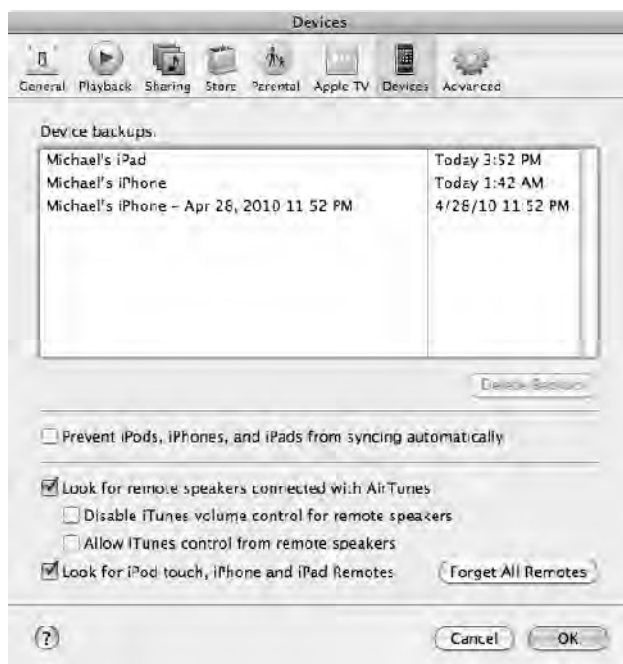 Devices
General Playback Sharing Store Parental Apple TV Devices Advanced
Device backups:
Michael's iPad Today 3:52 PM
Michael's iPhone Today 1:42 AM
Michael's iPhone – Apr 28, 2010 11 52 PM 4/28/10 11:52 PM
Delete Backup
Prevent iPods, iPhones, and iPads from syncing automatically
Look for remote speakers connected with AirTunes
Disable iTunes volume control for remote speakers
Allow iTunes control from remote speakers
Look for iPod touch, iPhone and iPad Remotes Forget All Remotes
? Cancel OK